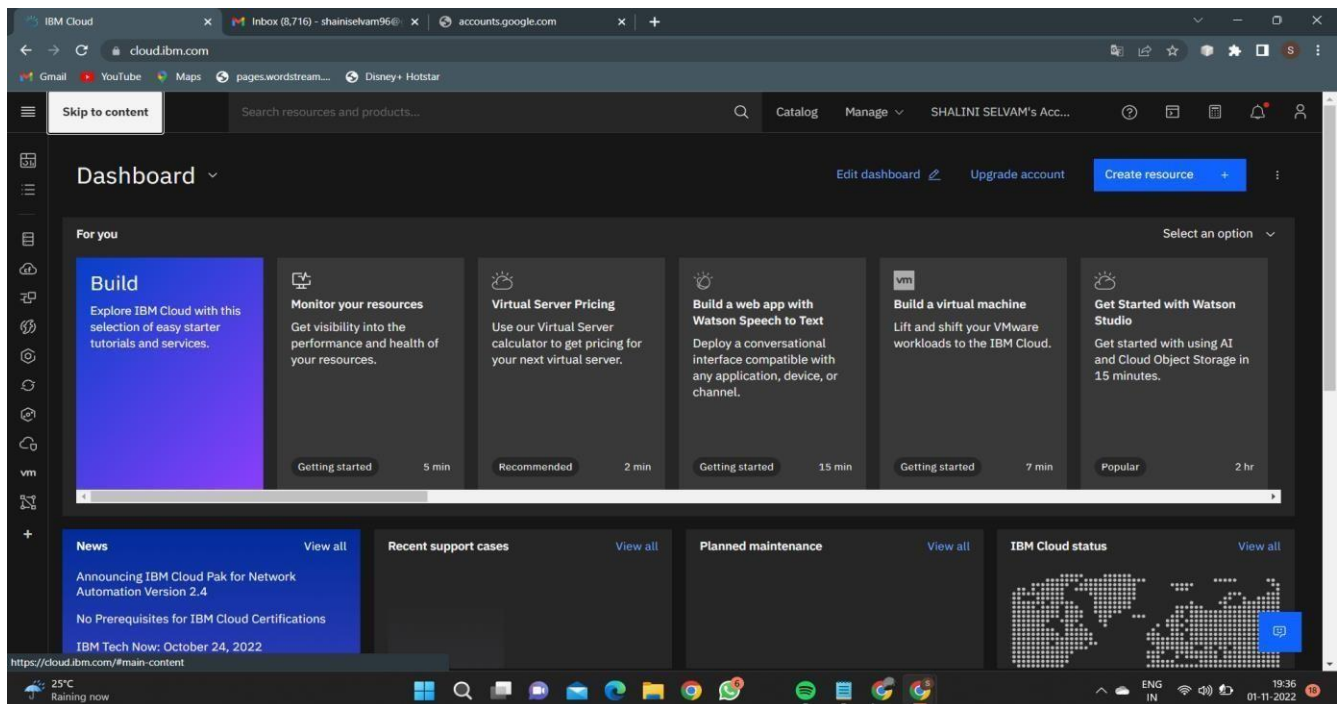 IBM Cloud
Inbox (8,716) - shainiselvam96@
accounts.google.com
cloud.ibm.com
S
Gmail
YouTube
Maps
pages.wordstream....
Disney+ Hotstar
Skip to content
Search resources and products...
Catalog
Manage
SHALINI SELVAM's Acc...
Dashboard
Edit dashboard
Upgrade account
Create resource +
For you
Select an option
Build
Explore IBM Cloud with this
selection of easy starter
tutorials and services.
Monitor your resources
Get visibility into the
performance and health of
your resources.
Getting started
5 min
Virtual Server Pricing
Use our Virtual Server
calculator to get pricing for
your next virtual server.
Recommended
2 min
Build a web app with
Watson Speech to Text
Deploy a conversational
interface compatible with
any application, device, or
channel.
Getting started
15 min
vm
Build a virtual machine
Lift and shift your VMware
workloads to the IBM Cloud.
Getting started
7 min
Get Started with Watson
Studio
Get started with using AI
and Cloud Object Storage in
15 minutes.
Popular
2 hr
vm
News
View all
Announcing IBM Cloud Pak for Network
Automation Version 2.4
No Prerequisites for IBM Cloud Certifications
IBM Tech Now: October 24, 2022
Recent support cases
View all
Planned maintenance
View all
IBM Cloud status
View all
https://cloud.ibm.com/#main-content
25°C
Raining now
ENG
IN
19:36
01-11-2022
18